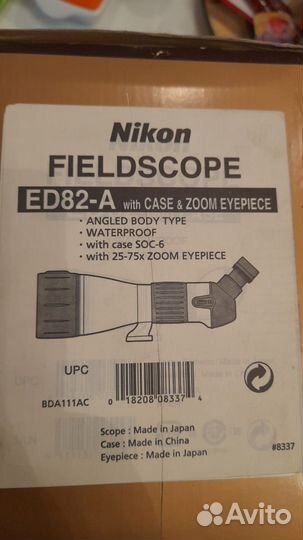 Nikon
FIELDSCOPE
ED82-A with CASE & ZOOM EYEPIECE
· ANGLED BODY TYPE
· WATERPROOF
· with case SOC-6
· with 25-75x ZOOM EYEPIECE
UPC
BDA111AC
0 18208 08337 4
Scope : Made in Japan
Case : Made in China
Eyepiece : Made in Japan
#8337
Avito